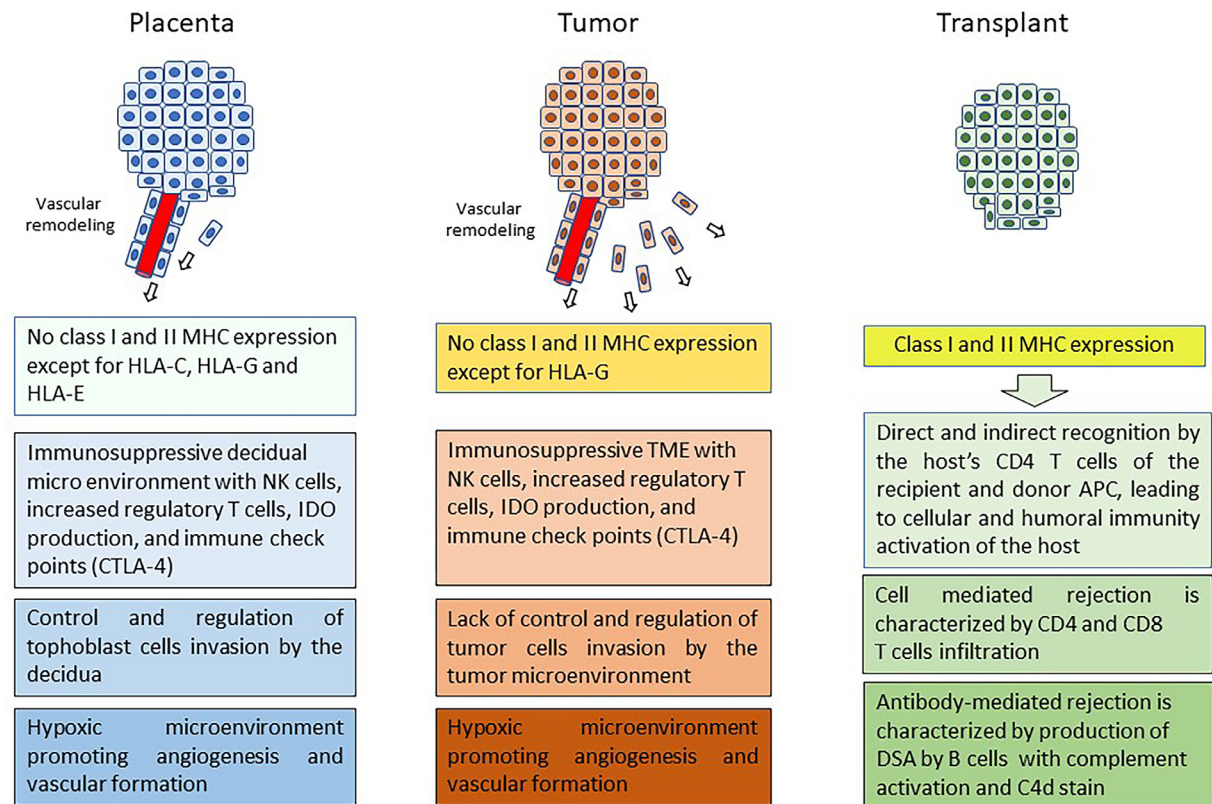 Placenta
Vascular
remodeling
No class I and II MHC expression
except for HLA-C, HLA-G and
HLA-E
Immunosuppressive decidual
micro environment with NK cells,
increased regulatory T cells, IDO
production, and immune check
points (CTLA-4)
Control and regulation of
tophoblast cells invasion by the
decidua
Hypoxic microenvironment
promoting angiogenesis and
vascular formation
Tumor
Vascular
remodeling
No class I and II MHC expression
except for HLA-G
Immunosuppressive TME with
NK cells, increased regulatory T
cells, IDO production, and
immune check points (CTLA-4)
Lack of control and regulation of
tumor cells invasion by the
tumor microenvironment
Hypoxic microenvironment
promoting angiogenesis and
vascular formation
Transplant
Class I and II MHC expression
Direct and indirect recognition by
the host's CD4 T cells of the
recipient and donor APC, leading
to cellular and humoral immunity
activation of the host
Cell mediated rejection is
characterized by CD4 and CD8
T cells infiltration
Antibody-mediated rejection is
characterized by production of
DSA by B cells with complement
activation and C4d stain